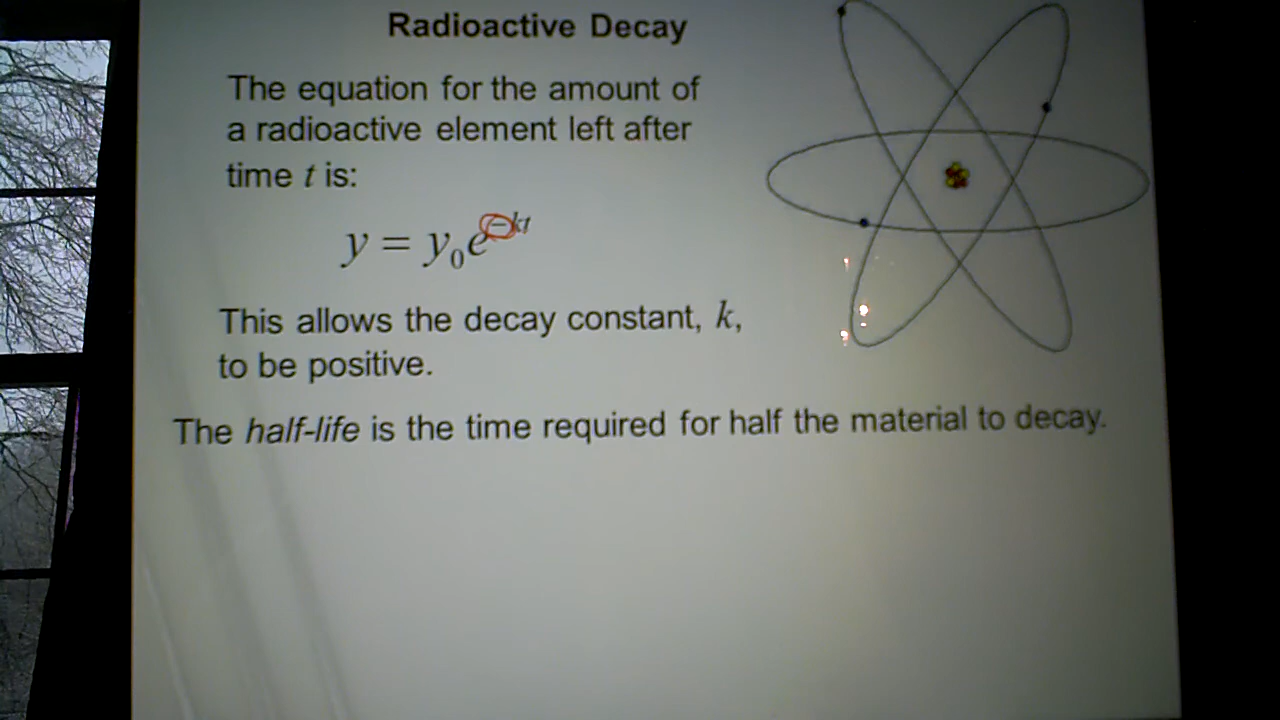 Radioactive Decay
The equation for the amount of
a radioactive element left after
time t is:
y = y₀e⁻ᵏᵗ
This allows the decay constant, k,
to be positive.
The half-life is the time required for half the material to decay.